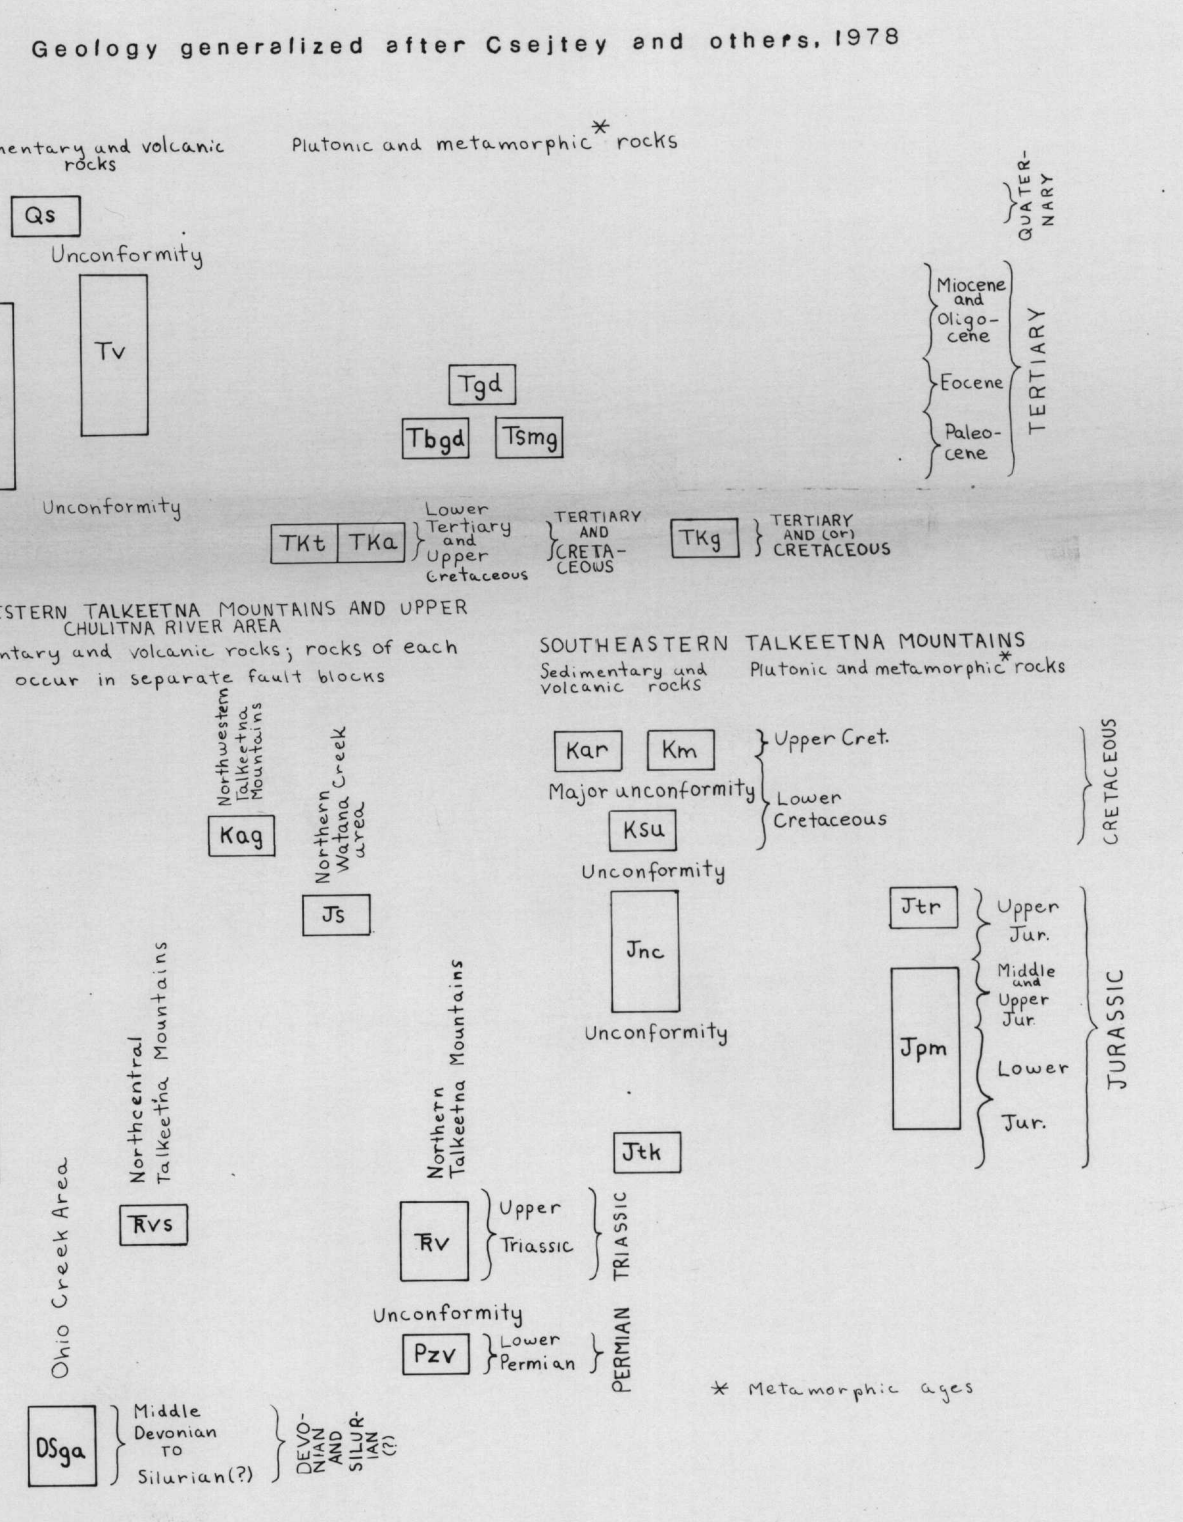 Geology generalized after Csejtey and others, 1978
mentary and volcanic
rocks
Plutonic and metamorphic* rocks
QUATER-
NARY
Qs
Unconformity
Tv
Miocene
and
Oligo-
cene
Eocene
Paleo-
cene
TERTIARY
Tgd
Tbgd
Tsmg
Unconformity
TKt
TKa
Lower
Tertiary
and
Upper
Cretaceous
TERTIARY
AND
CRETA-
CEOUS
TKg
TERTIARY
AND (or)
CRETACEOUS
STERN TALKEETNA MOUNTAINS AND UPPER
CHULITNA RIVER AREA
ntary and volcanic rocks; rocks of each
occur in separate fault blocks
SOUTHEASTERN TALKEETNA MOUNTAINS
Sedimentary and
volcanic rocks
Plutonic and metamorphic* rocks
Northwestern
Talkeetna
Mountains
Kag
Northern
Watana Creek
area
Js
Kar
Km
Upper Cret.
Major unconformity
Lower
Cretaceous
Ksu
CRETACEOUS
Unconformity
Jnc
Unconformity
Jtr
Upper
Jur.
Middle
and
Upper
Jur.
Jpm
Lower
Jur.
JURASSIC
Northcentral
Talkeetna Mountains
Northern
Talkeetna Mountains
Jtk
Ohio Creek Area
T̶Rvs
T̶Rv
Upper
Triassic
TRIASSIC
Unconformity
Pzv
Lower
Permian
PERMIAN
* Metamorphic ages
DSga
Middle
Devonian
TO
Silurian(?)
DEVO-
NIAN
AND
SILUR-
IAN
(?)